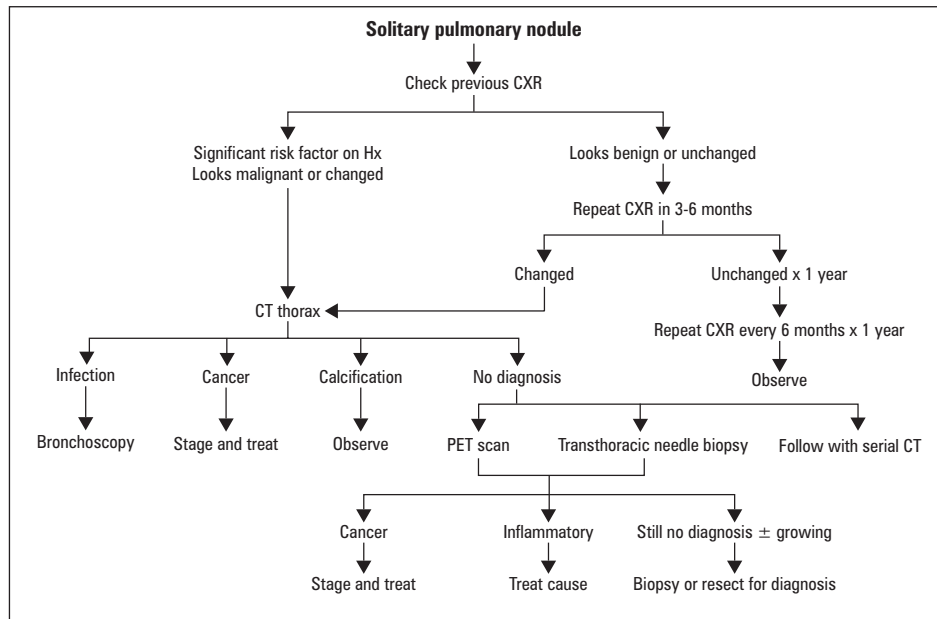 Solitary pulmonary nodule
Check previous CXR
Significant risk factor on Hx
Looks malignant or changed
Looks benign or unchanged
Repeat CXR in 3-6 months
Changed
Unchanged x 1 year
CT thorax
Repeat CXR every 6 months x 1 year
Infection
Cancer
Calcification
No diagnosis
Observe
Bronchoscopy
Stage and treat
Observe
PET scan
Transthoracic needle biopsy
Follow with serial CT
Cancer
Inflammatory
Still no diagnosis ± growing
Stage and treat
Treat cause
Biopsy or resect for diagnosis